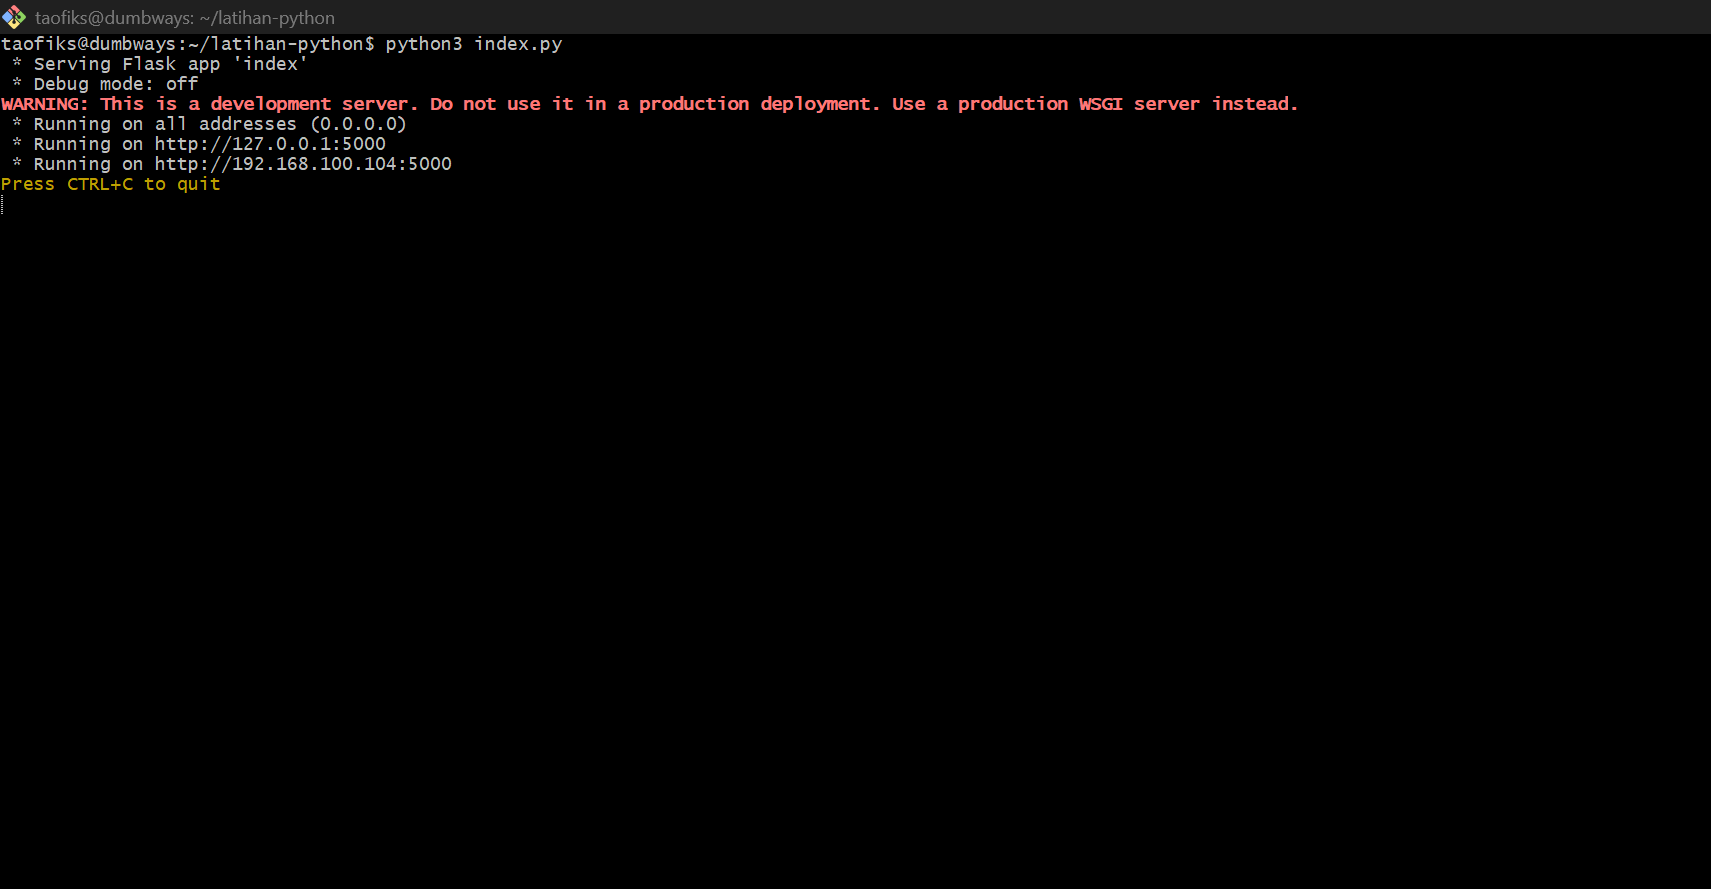 taofiks@dumbways: ~/latihan-python
taofiks@dumbways:~/latihan-python$ python3 index.py
 * Serving Flask app 'index'
 * Debug mode: off
WARNING: This is a development server. Do not use it in a production deployment. Use a production WSGI server instead.
 * Running on all addresses (0.0.0.0)
 * Running on http://127.0.0.1:5000
 * Running on http://192.168.100.104:5000
Press CTRL+C to quit